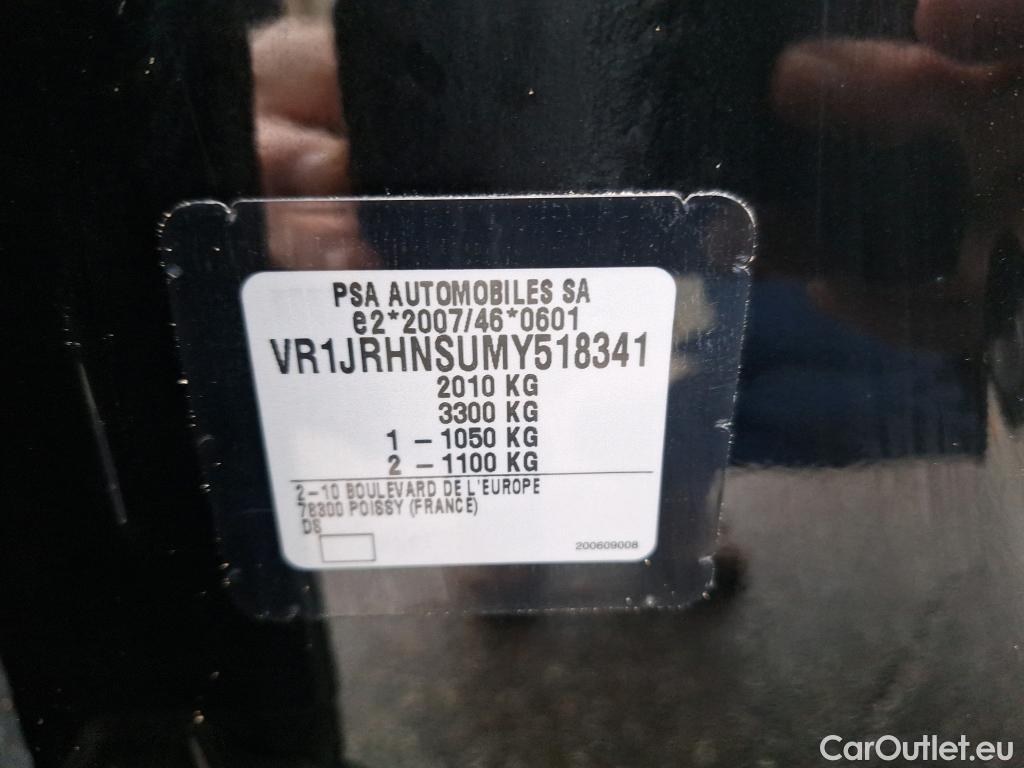 PSA AUTOMOBILES SA
e2*2007/46*0601
VR1JRHNSUMY518341
2010 KG
3300 KG
1 - 1050 KG
2 - 1100 KG
2-10 BOULEVARD DE L'EUROPE
78300 POISSY (FRANCE)
DS
200609008
CarOutlet.eu